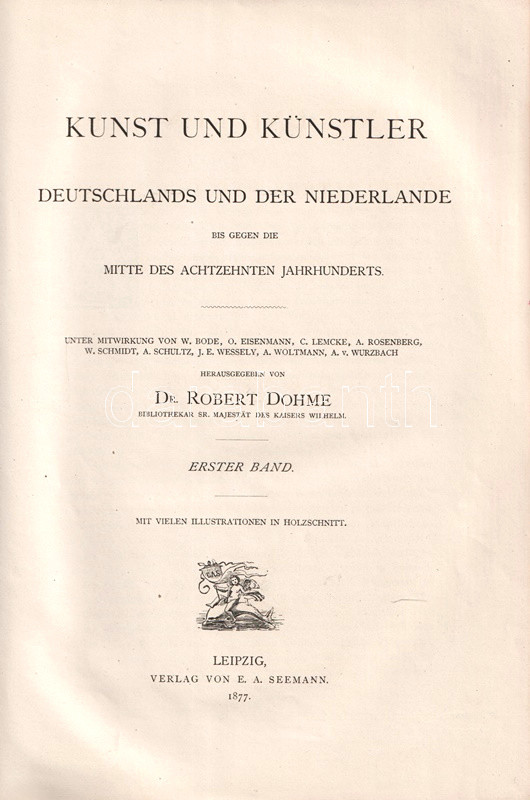 KUNST UND KÜNSTLER
DEUTSCHLANDS UND DER NIEDERLANDE
BIS GEGEN DIE
MITTE DES ACHTZEHNTEN JAHRHUNDERTS.
UNTER MITWIRKUNG VON W. BODE, O. EISENMANN, C. LEMCKE, A. ROSENBERG,
W. SCHMIDT, A. SCHULTZ, J. E. WESSELY, A. WOLTMANN, A. v. WURZBACH
HERAUSGEGEBEN VON
DR. ROBERT DOHME
BIBLIOTHEKAR SR. MAJESTÄT DES KAISERS WILHELM.
ERSTER BAND.
MIT VIELEN ILLUSTRATIONEN IN HOLZSCHNITT.
LEIPZIG,
VERLAG VON E. A. SEEMANN.
1877.